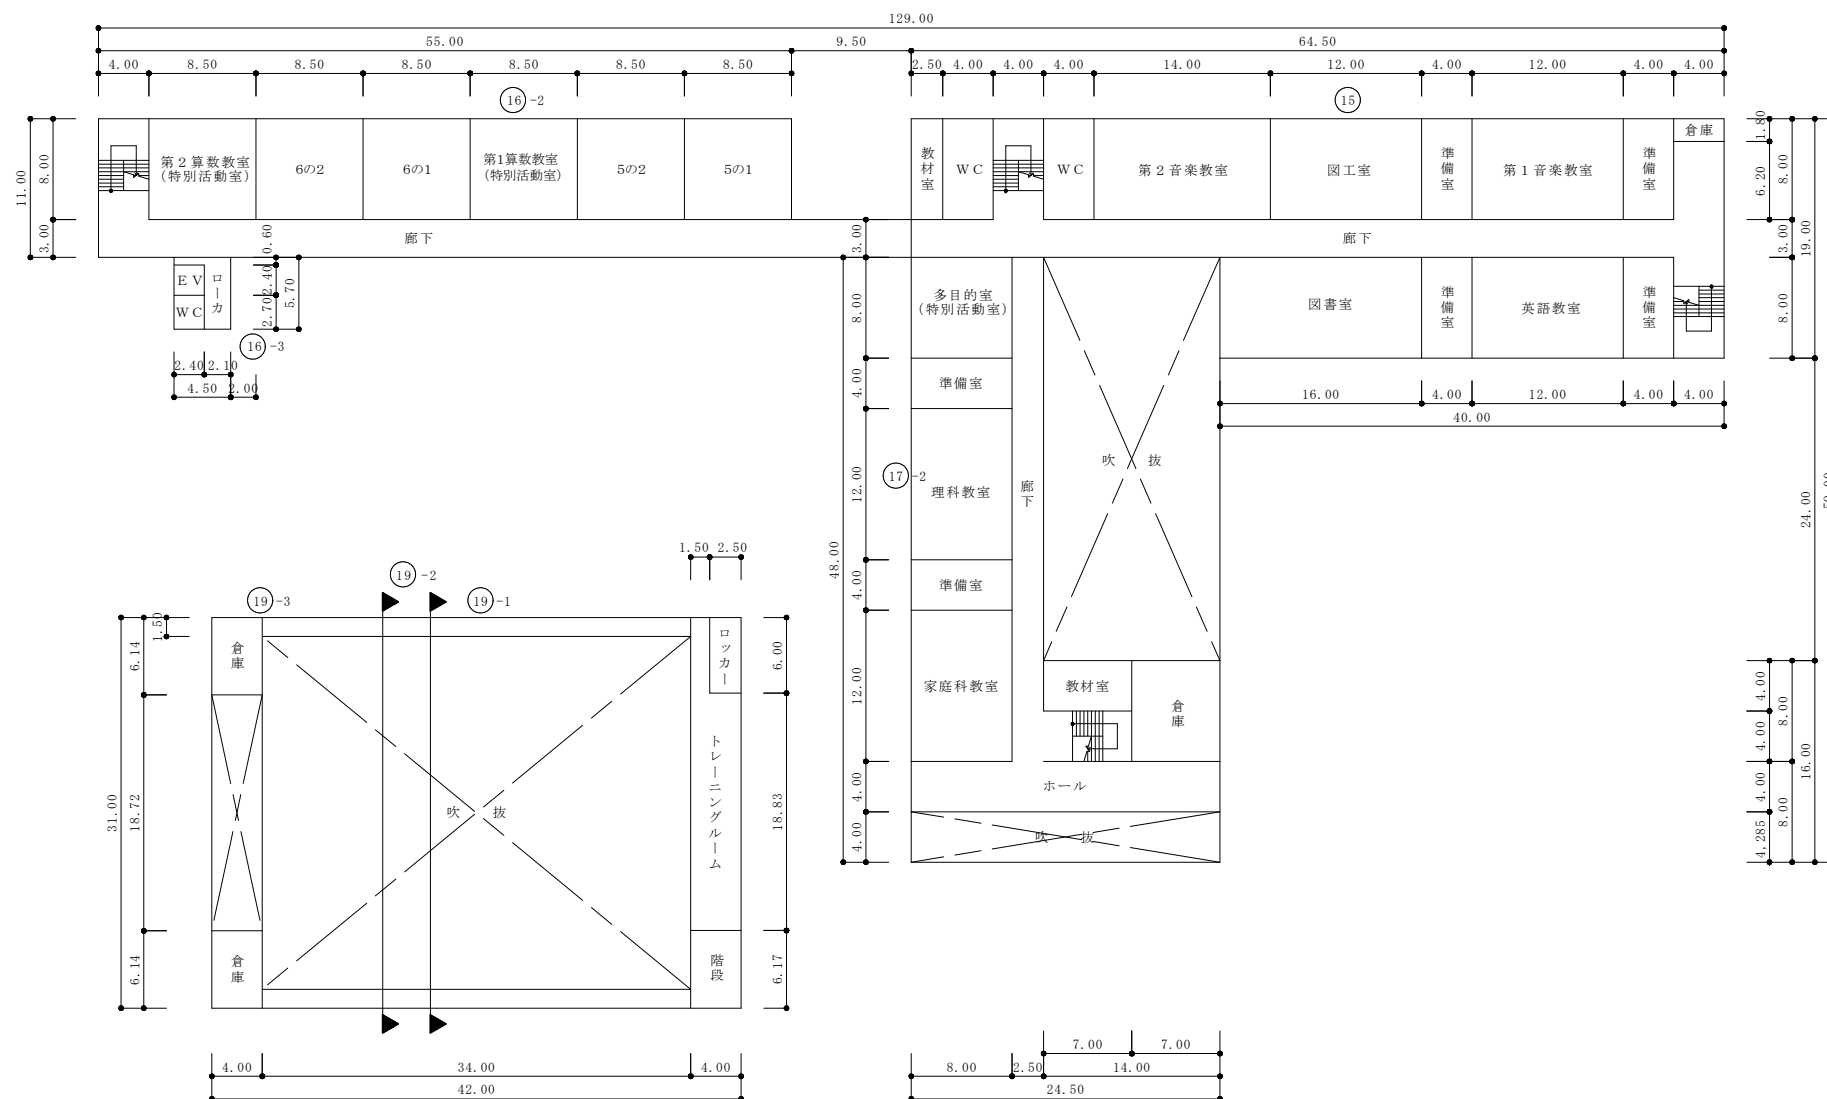 129.00
55.00
9.50
64.50
4.00 8.50 8.50 8.50 8.50 8.50 8.50
2.50 4.00 4.00 4.00 14.00 12.00 4.00 12.00 4.00 4.00
16-2
15
11.00
8.00
3.00
第2算数教室
(特別活動室)
6の2
6の1
第1算数教室
(特別活動室)
5の2
5の1
教材室
WC
WC
第2音楽教室
図工室
準備室
第1音楽教室
準備室
倉庫
1.80
6.20
8.00
3.00
19.00
8.00
廊下
廊下
3.00
0.60
2.40
2.70
5.70
EV
WC
ローカ
16-3
2.40 2.10
4.50 2.00
多目的室
(特別活動室)
図書室
準備室
英語教室
準備室
8.00
4.00
12.00
4.00
12.00
4.00
4.00
48.00
準備室
16.00 4.00 12.00 4.00 4.00
40.00
吹 抜
17-2
理科教室
廊下
24.00
準備室
家庭科教室
教材室
倉庫
4.00
4.00
8.00
4.00
4,285
8.00
16.00
ホール
吹 抜
1.50 2.50
19-2
19-3
19-1
1.50
6.14
18.72
6.14
31.00
倉庫
ロッカー
6.00
トレーニングルーム
18.83
吹 抜
倉庫
階段
6.17
4.00 34.00 4.00
42.00
7.00 7.00
8.00 2.50 14.00
24.50